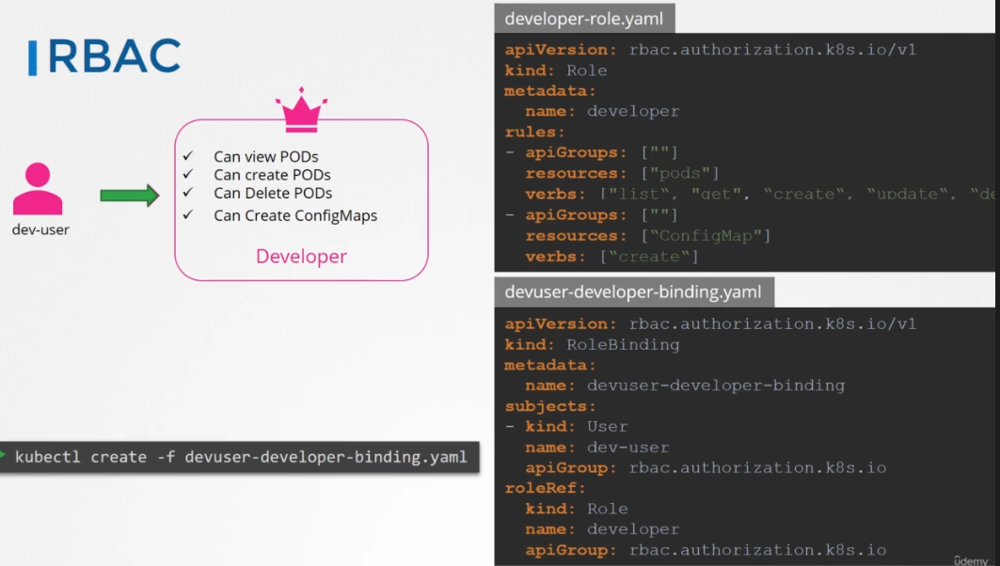 RBAC
dev-user
✓ Can view PODs
✓ Can create PODs
✓ Can Delete PODs
✓ Can Create ConfigMaps
Developer
kubectl create -f devuser-developer-binding.yaml
developer-role.yaml
apiVersion: rbac.authorization.k8s.io/v1
kind: Role
metadata:
  name: developer
rules:
- apiGroups: [""]
  resources: ["pods"]
  verbs: ["list“, "get", “create“, “update“, “de
- apiGroups: [""]
  resources: [“ConfigMap"]
  verbs: [“create“]
devuser-developer-binding.yaml
apiVersion: rbac.authorization.k8s.io/v1
kind: RoleBinding
metadata:
  name: devuser-developer-binding
subjects:
- kind: User
  name: dev-user
  apiGroup: rbac.authorization.k8s.io
roleRef:
  kind: Role
  name: developer
  apiGroup: rbac.authorization.k8s.io
ûdemy